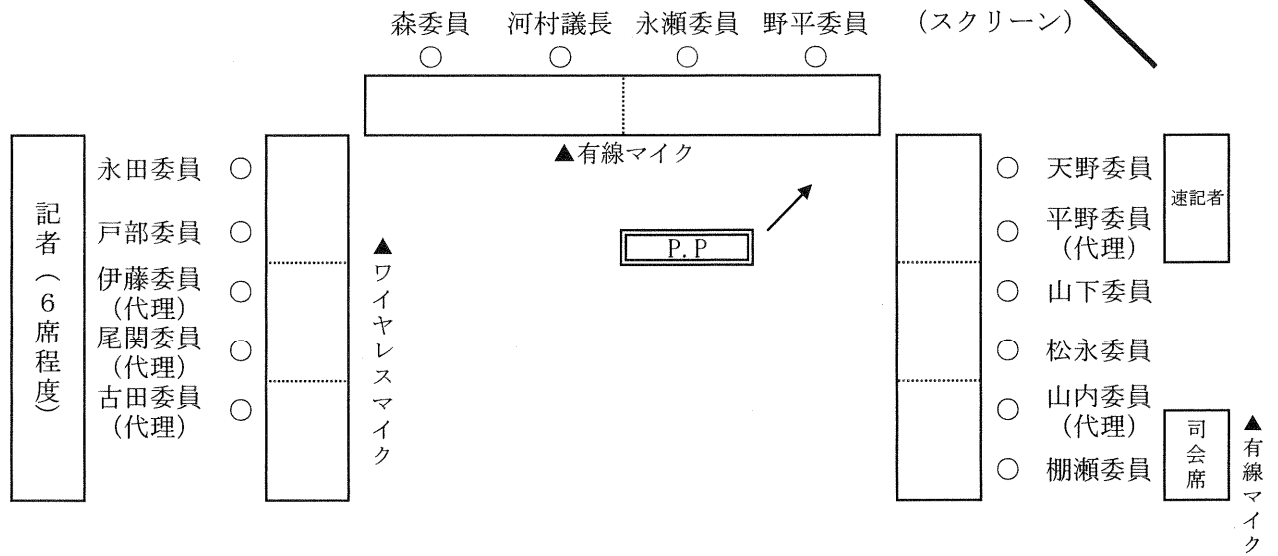 森委員 河村議長 永瀬委員 野平委員 (スクリーン)
▲有線マイク
記者(6席程度)
永田委員
戸部委員
伊藤委員
(代理)
尾関委員
(代理)
古田委員
(代理)
▲ワイヤレスマイク
P.P
天野委員
平野委員
(代理)
山下委員
松永委員
山内委員
(代理)
棚瀬委員
速記者
司会席
▲有線マイク